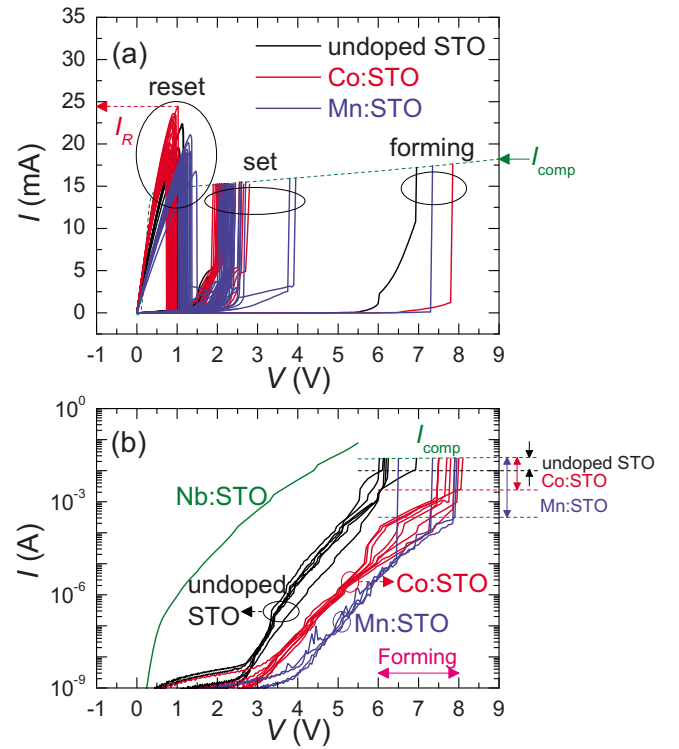 35
30
25
20
15
10
5
0
I (mA)
(a)
undoped STO
Co:STO
Mn:STO
reset
I_R
set
forming
I_comp
-1 0 1 2 3 4 5 6 7 8 9
V (V)
(b)
10^0
10^-3
10^-6
10^-9
I (A)
I_comp
Nb:STO
undoped STO
Co:STO
Mn:STO
undoped
STO
Co:STO
Mn:STO
Forming
-1 0 1 2 3 4 5 6 7 8 9
V (V)